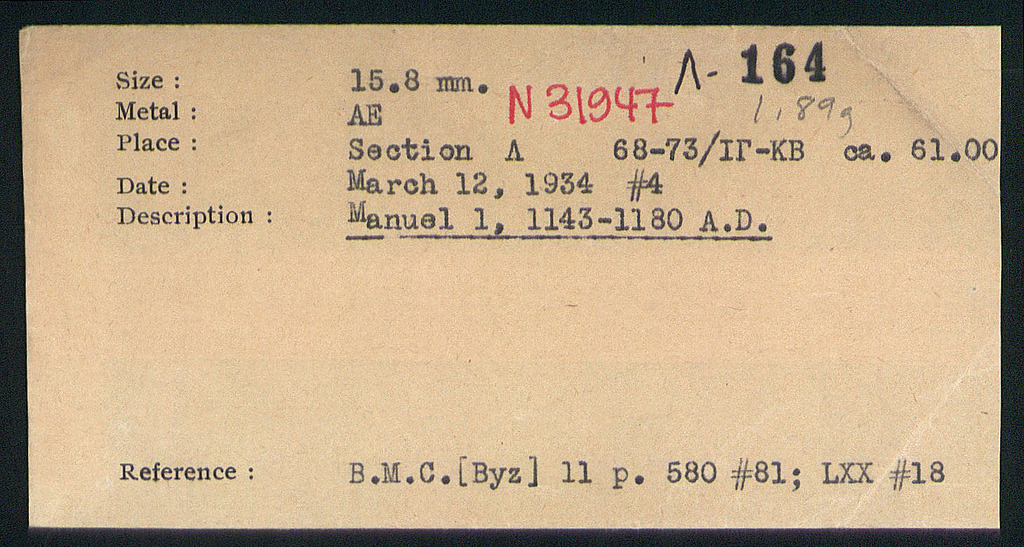 Λ- 164
Size : 15.8 mm.
N 31947
1.89g
Metal : AE
Place : Section Λ 68-73/ΙΓ-ΚΒ ca. 61.00
Date : March 12, 1934 #4
Description : Manuel 1, 1143-1180 A.D.
Reference : B.M.C.[Byz] 11 p. 580 #81; LXX #18